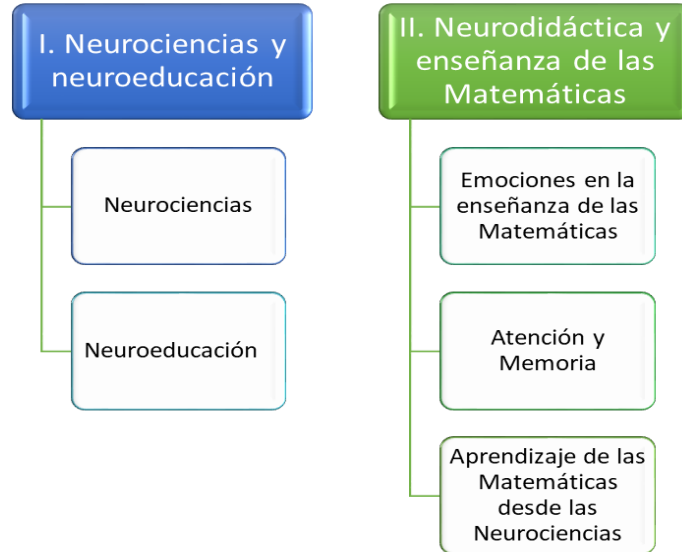 I. Neurociencias y
neuroeducación
Neurociencias
Neuroeducación
II. Neurodidáctica y
enseñanza de las
Matemáticas
Emociones en la
enseñanza de las
Matemáticas
Atención y
Memoria
Aprendizaje de las
Matemáticas
desde las
Neurociencias